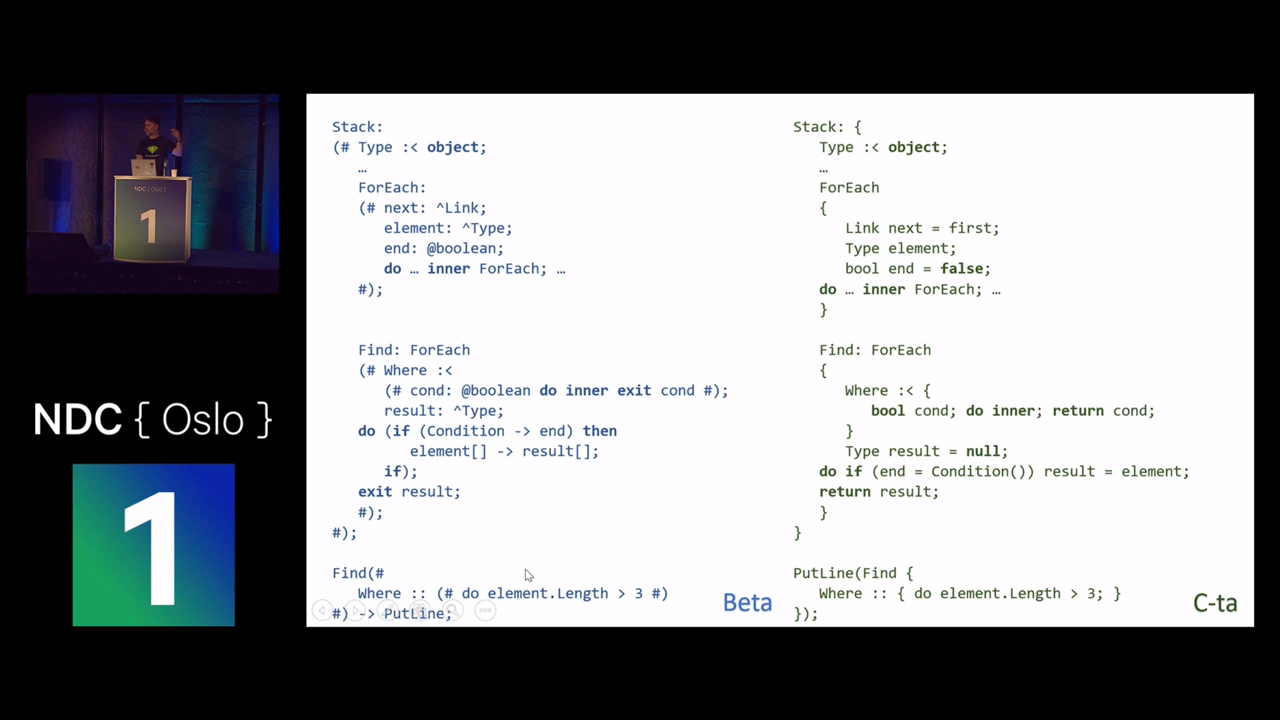 NDC { Oslo }
1
NDC { Oslo }
1
Stack:
(# Type :< object;
…
ForEach:
(# next: ^Link;
element: ^Type;
end: @boolean;
do … inner ForEach; …
#);
Find: ForEach
(# Where :<
(# cond: @boolean do inner exit cond #);
result: ^Type;
do (if (Condition -> end) then
element[] -> result[];
if);
exit result;
#);
#);
Find(#
Where :: (# do element.Length > 3 #)
#) -> PutLine;
Beta
Stack: {
Type :< object;
…
ForEach
{
Link next = first;
Type element;
bool end = false;
do … inner ForEach; …
}
Find: ForEach
{
Where :< {
bool cond; do inner; return cond;
}
Type result = null;
do if (end = Condition()) result = element;
return result;
}
}
PutLine(Find {
Where :: { do element.Length > 3; }
});
C-ta